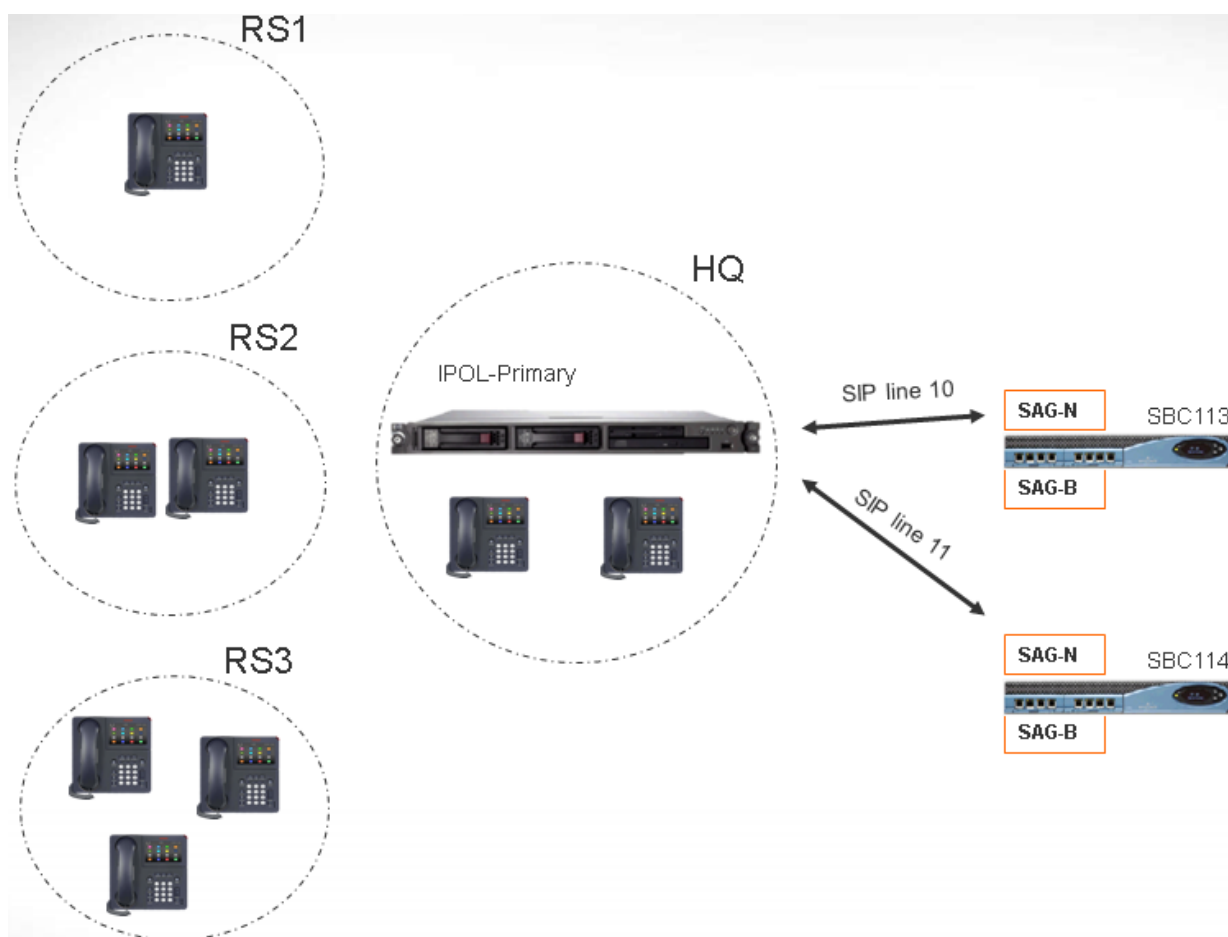 RS1
HQ
RS2
IPOL-Primary
SIP line 10
SAG-N
SBC113
SAG-B
SIP line 11
RS3
SAG-N
SBC114
SAG-B